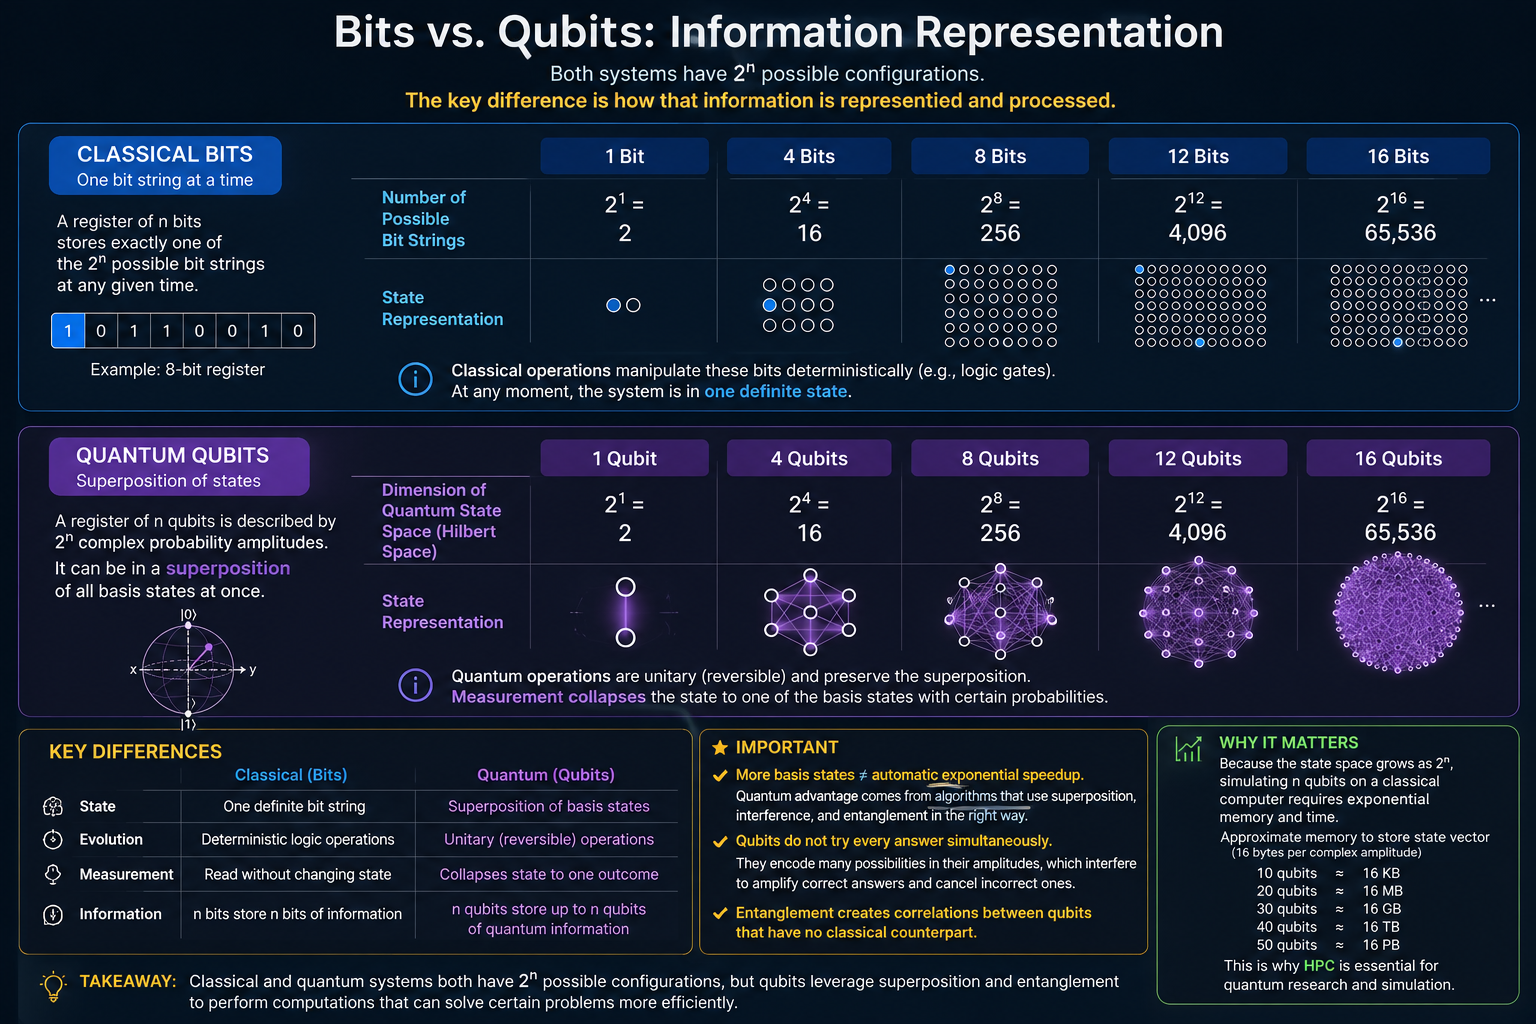 Bits vs. Qubits: Information Representation
Both systems have 2ⁿ possible configurations.
The key difference is how that information is representied and processed.
CLASSICAL BITS
One bit string at a time
A register of n bits
stores exactly one of
the 2ⁿ possible bit strings
at any given time.
1 0 1 1 0 0 1 0
Example: 8-bit register
1 Bit 4 Bits 8 Bits 12 Bits 16 Bits
Number of
Possible
Bit Strings
2¹ = 2⁴ = 2⁸ = 2¹² = 2¹⁶ =
2 16 256 4,096 65,536
State
Representation
...
Classical operations manipulate these bits deterministically (e.g., logic gates).
At any moment, the system is in one definite state.
QUANTUM QUBITS
Superposition of states
A register of n qubits is described by
2ⁿ complex probability amplitudes.
It can be in a superposition
of all basis states at once.
|0⟩
x y
|1⟩
1 Qubit 4 Qubits 8 Qubits 12 Qubits 16 Qubits
Dimension of
Quantum State
Space (Hilbert
Space)
2¹ = 2⁴ = 2⁸ = 2¹² = 2¹⁶ =
2 16 256 4,096 65,536
State
Representation
...
Quantum operations are unitary (reversible) and preserve the superposition.
Measurement collapses the state to one of the basis states with certain probabilities.
KEY DIFFERENCES
Classical (Bits) Quantum (Qubits)
State One definite bit string Superposition of basis states
Evolution Deterministic logic operations Unitary (reversible) operations
Measurement Read without changing state Collapses state to one outcome
Information n bits store n bits of information n qubits store up to n qubits
of quantum information
IMPORTANT
More basis states ≠ automatic exponential speedup.
Quantum advantage comes from algorithms that use superposition,
interference, and entanglement in the right way.
Qubits do not try every answer simultaneously.
They encode many possibilities in their amplitudes, which interfere
to amplify correct answers and cancel incorrect ones.
Entanglement creates correlations between qubits
that have no classical counterpart.
WHY IT MATTERS
Because the state space grows as 2ⁿ,
simulating n qubits on a classical
computer requires exponential
memory and time.
Approximate memory to store state vector
(16 bytes per complex amplitude)
10 qubits ≈ 16 KB
20 qubits ≈ 16 MB
30 qubits ≈ 16 GB
40 qubits ≈ 16 TB
50 qubits ≈ 16 PB
This is why HPC is essential for
quantum research and simulation.
TAKEAWAY: Classical and quantum systems both have 2ⁿ possible configurations, but qubits leverage superposition and entanglement
to perform computations that can solve certain problems more efficiently.